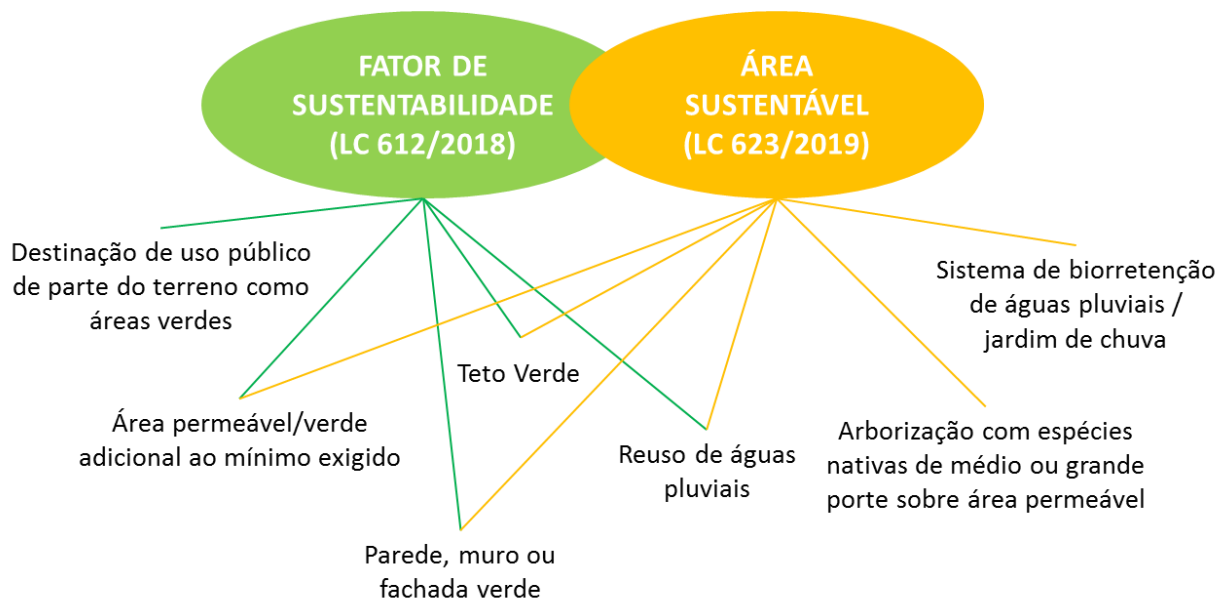 FATOR DE
SUSTENTABILIDADE
(LC 612/2018)
ÁREA
SUSTENTÁVEL
(LC 623/2019)
Destinação de uso público
de parte do terreno como
áreas verdes
Sistema de biorretenção
de águas pluviais /
jardim de chuva
Teto Verde
Área permeável/verde
adicional ao mínimo exigido
Reuso de águas
pluviais
Arborização com espécies
nativas de médio ou grande
porte sobre área permeável
Parede, muro ou
fachada verde